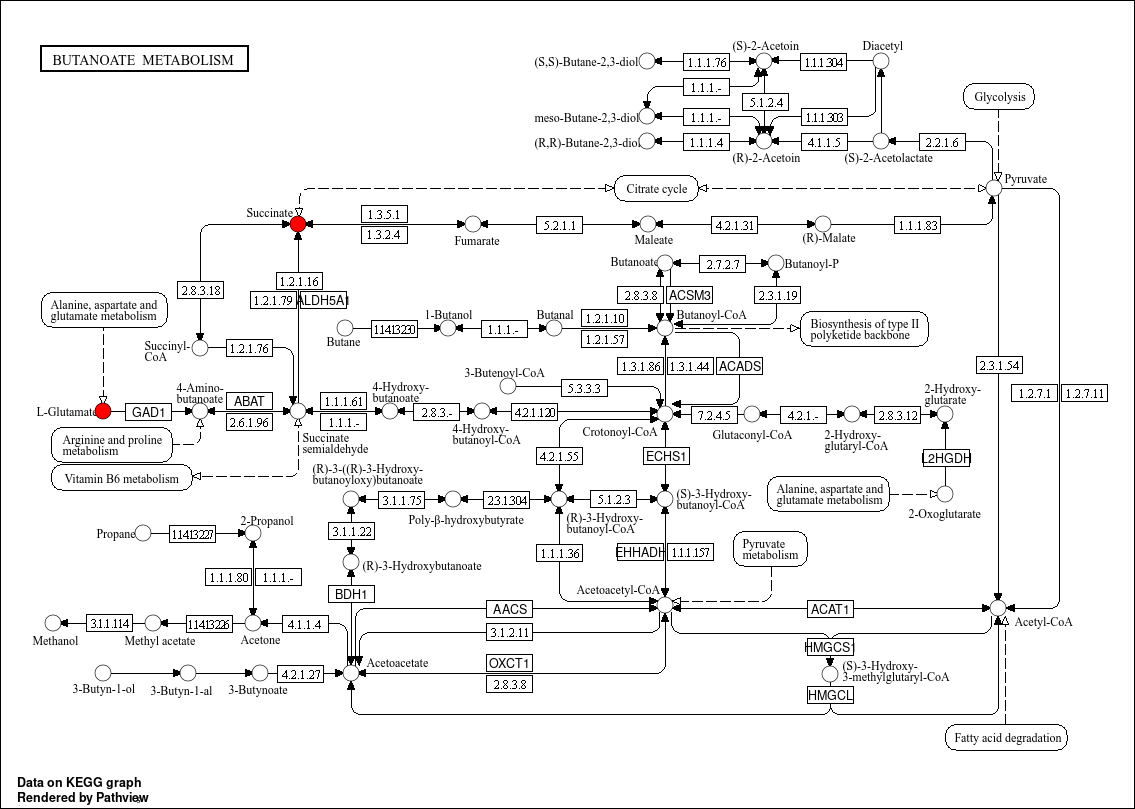 BUTANOATE METABOLISM
(S)-2-Acetoin
Diacetyl
(S,S)-Butane-2,3-diol
1.1.1.76
1.1.1.304
1.1.1.-
5.1.2.4
meso-Butane-2,3-diol
1.1.1.-
1.1.1.303
(R,R)-Butane-2,3-diol
1.1.1.4
4.1.1.5
2.2.1.6
(R)-2-Acetoin
(S)-2-Acetolactate
Glycolysis
Pyruvate
Citrate cycle
Succinate
1.3.5.1
1.3.2.4
Fumarate
5.2.1.1
Maleate
4.2.1.31
(R)-Malate
1.1.1.83
Butanoate
2.7.2.7
Butanoyl-P
2.8.3.18
1.2.1.16
1.2.1.79
ALDH5A1
2.8.3.8
ACSM3
2.3.1.19
Alanine, aspartate and
glutamate metabolism
1-Butanol
Butanal
1.2.1.10
Butanoyl-CoA
Butane
1.14.13.230
1.1.1.-
1.2.1.57
Biosynthesis of type II
polyketide backbone
Succinyl-
CoA
1.2.1.76
1.3.1.86
1.3.1.44
ACADS
2.3.1.54
3-Butenoyl-CoA
5.3.3.3
1.2.7.1
1.2.7.11
4-Amino-
butanoate
ABAT
2.6.1.96
1.1.1.61
1.1.1.-
4-Hydroxy-
butanoate
2-Hydroxy-
glutarate
L-Glutamate
GAD1
2.8.3.-
4.2.1.120
7.2.4.5
4.2.1.-
2.8.3.12
4-Hydroxy-
butanoyl-CoA
Crotonoyl-CoA
Glutaconyl-CoA
2-Hydroxy-
glutaryl-CoA
Arginine and proline
metabolism
Succinate
semialdehyde
4.2.1.55
ECHS1
L2HGDH
Vitamin B6 metabolism
(R)-3-((R)-3-Hydroxy-
butanoyloxy)butanoate
3.1.1.75
2.3.1.304
5.1.2.3
(S)-3-Hydroxy-
butanoyl-CoA
Alanine, aspartate and
glutamate metabolism
Poly-β-hydroxybutyrate
(R)-3-Hydroxy-
butanoyl-CoA
2-Oxoglutarate
Propane
1.14.13.227
2-Propanol
3.1.1.22
1.1.1.36
EHHADH
1.1.1.157
Pyruvate
metabolism
(R)-3-Hydroxybutanoate
1.1.1.80
1.1.1.-
BDH1
Acetoacetyl-CoA
AACS
ACAT1
Acetyl-CoA
Methanol
3.1.1.114
Methyl acetate
1.14.13.226
Acetone
4.1.1.4
3.1.2.11
HMGCS1
Acetoacetate
OXCT1
2.8.3.8
(S)-3-Hydroxy-
3-methylglutaryl-CoA
3-Butyn-1-ol
3-Butyn-1-al
3-Butynoate
4.2.1.27
HMGCL
Fatty acid degradation
Data on KEGG graph
Rendered by Pathview